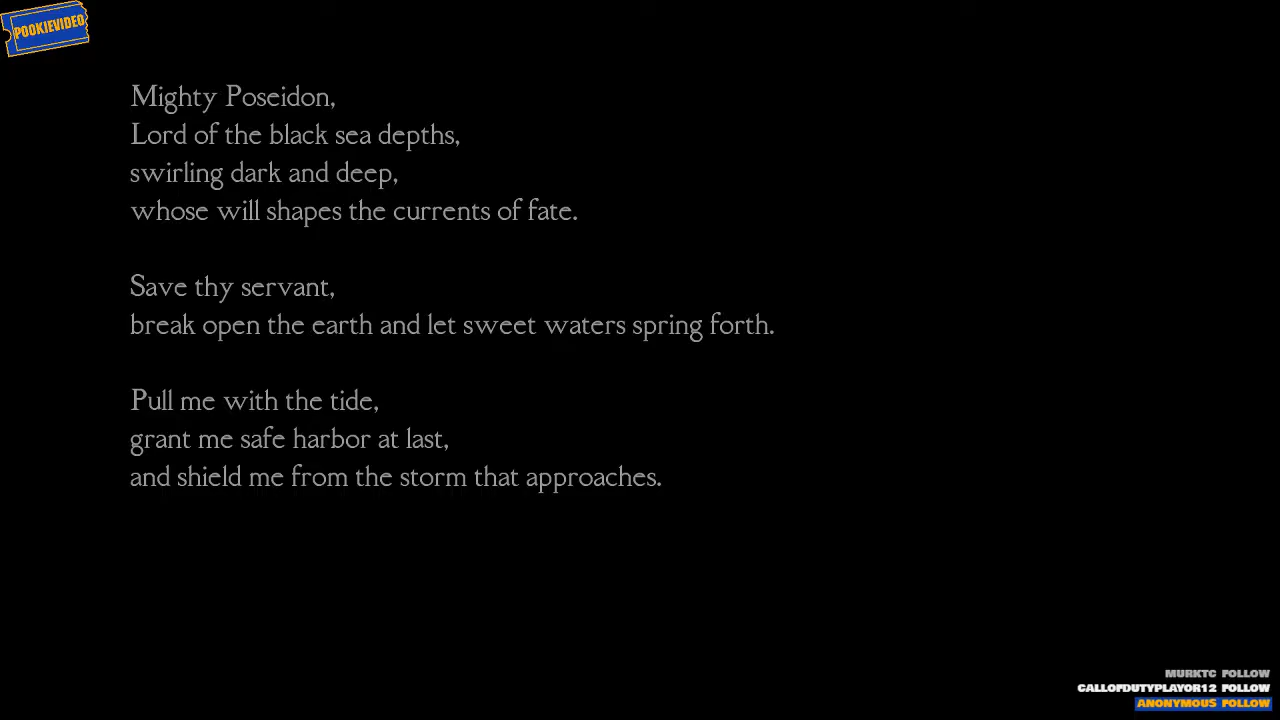 POOKIEVIDEO
Mighty Poseidon,
Lord of the black sea depths,
swirling dark and deep,
whose will shapes the currents of fate.
Save thy servant,
break open the earth and let sweet waters spring forth.
Pull me with the tide,
grant me safe harbor at last,
and shield me from the storm that approaches.
MURKTC FOLLOW
CALLOFDUTYPLAYOR12 FOLLOW
ANONYMOUS FOLLOW